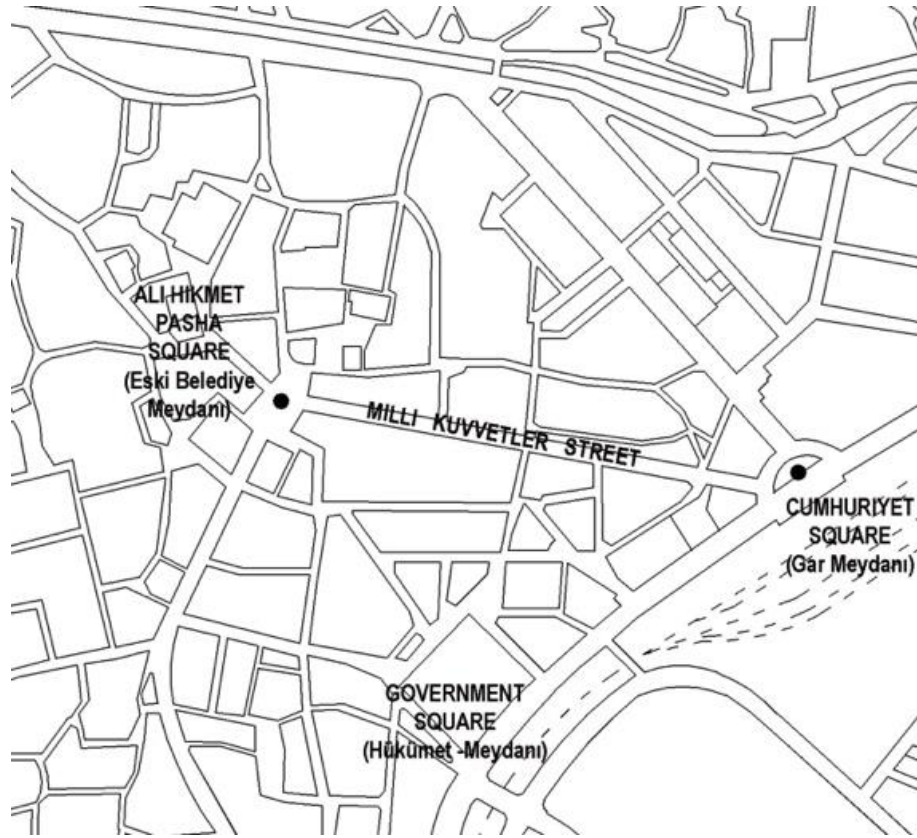 ALI HIKMET
PASHA
SQUARE
(Eski Belediye
Meydanı)
MILLI KUVVETLER STREET
CUMHURIYET
SQUARE
(Gar Meydanı)
GOVERNMENT
SQUARE
(Hükümet -Meydanı)